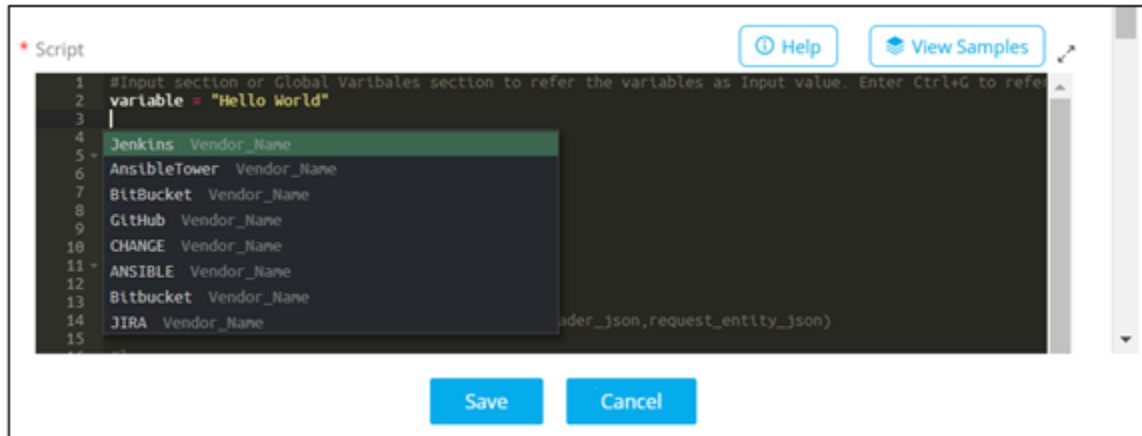 Help
View Samples
* Script
1 #Input section or Global Varibales section to refer the variables as Input value. Enter Ctrl+G to refe
2 variable = "Hello World"
3
4 Jenkins Vendor_Name
5
6 AnsibleTower Vendor_Name
7 BitBucket Vendor_Name
8 GitHub Vendor_Name
9
10 CHANGE Vendor_Name
11 ANSIBLE Vendor_Name
12
13 Bitbucket Vendor_Name
14 JIRA Vendor_Name ader_json,request_entity_json)
15
Save Cancel